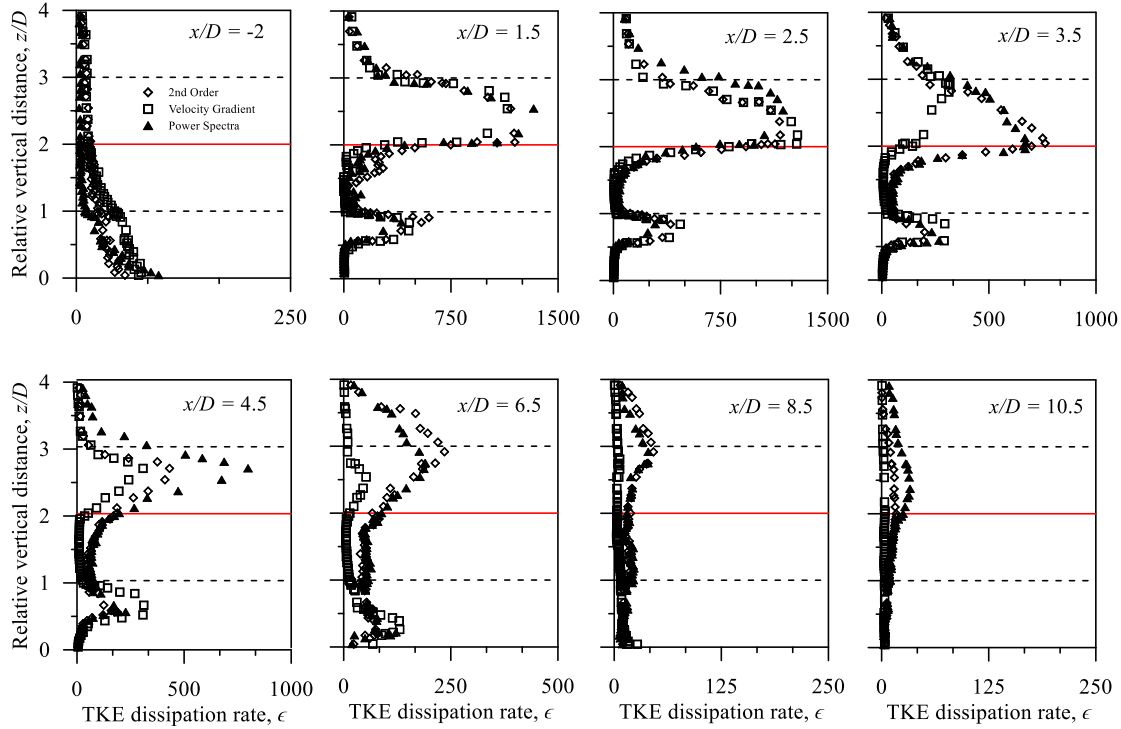 Relative vertical distance, z/D
4
3
2
1
0
x/D = -2
2nd Order
Velocity Gradient
Power Spectra
0
250
x/D = 1.5
0
750
1500
x/D = 2.5
0
750
1500
x/D = 3.5
0
500
1000
Relative vertical distance, z/D
4
3
2
1
0
x/D = 4.5
0
500
1000
TKE dissipation rate, ϵ
x/D = 6.5
0
250
500
TKE dissipation rate, ϵ
x/D = 8.5
0
125
250
TKE dissipation rate, ϵ
x/D = 10.5
0
125
250
TKE dissipation rate, ϵ